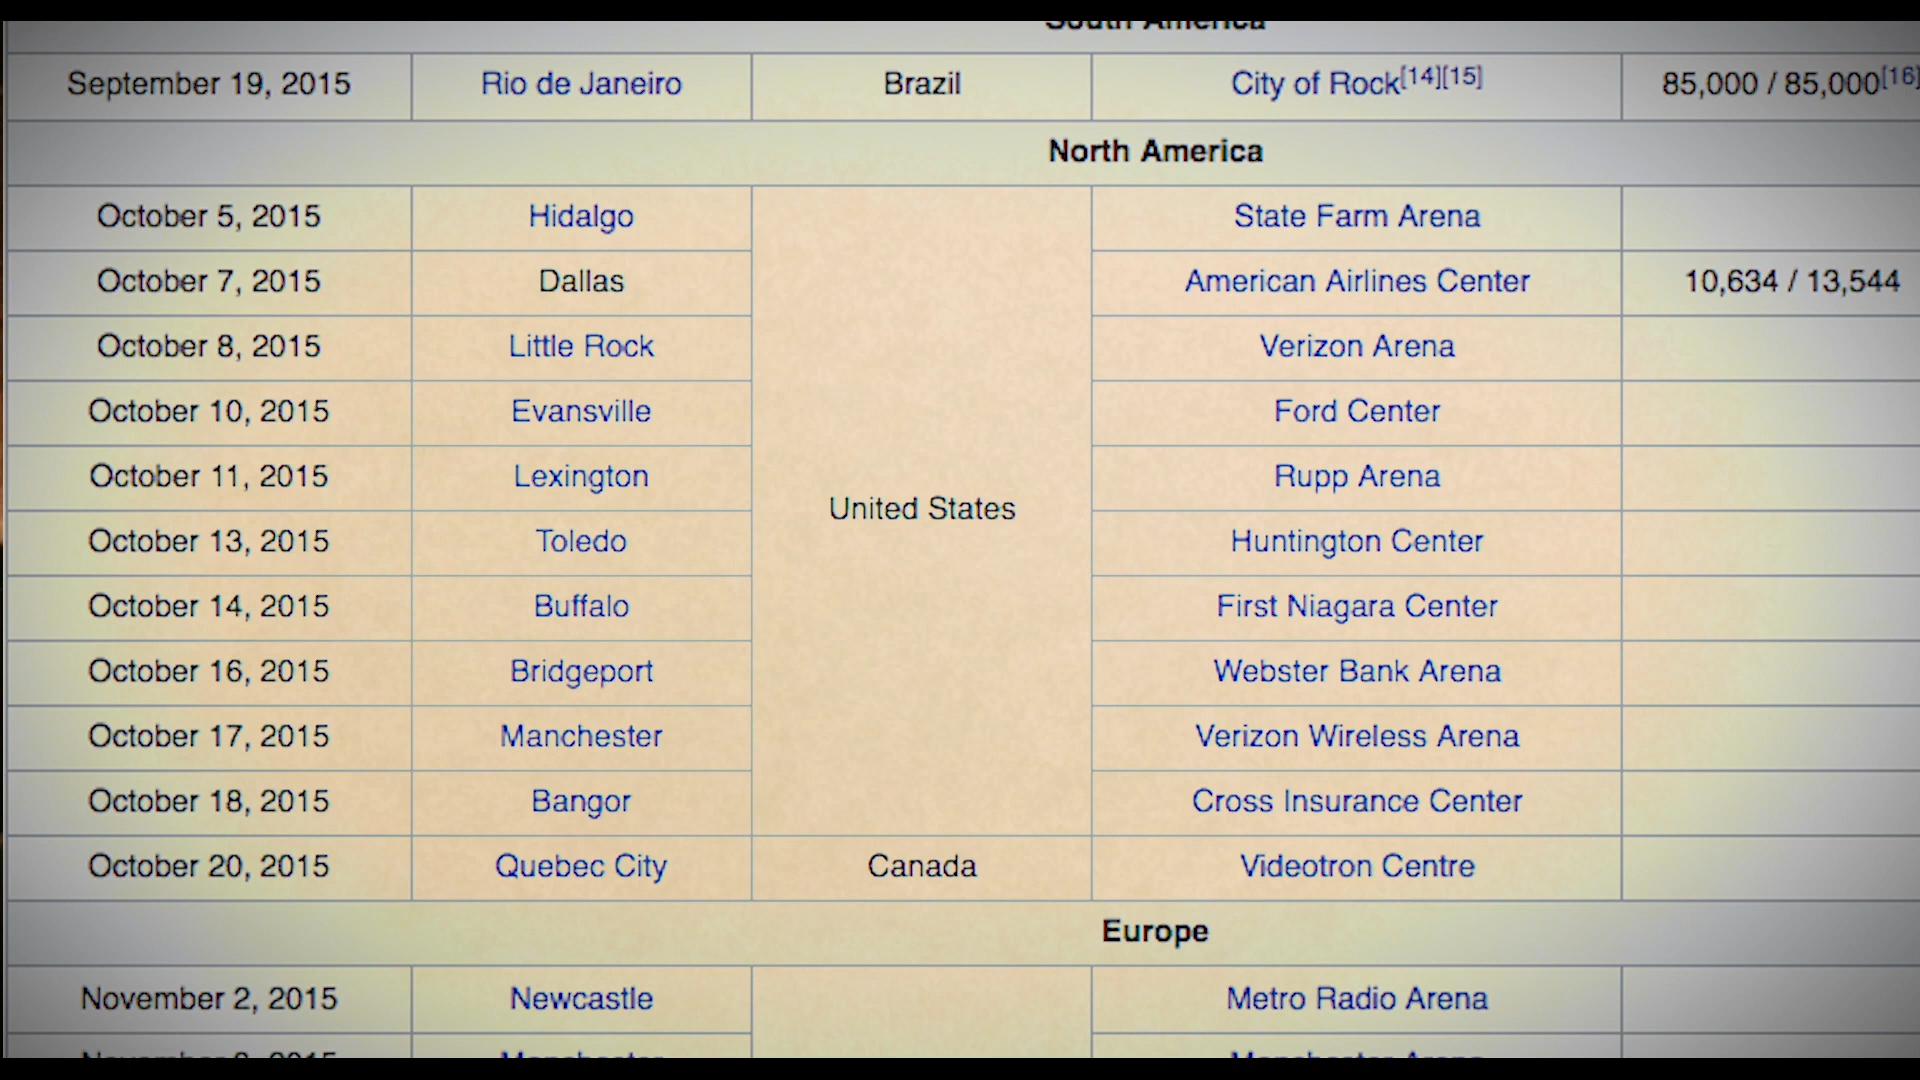 South America
September 19, 2015 Rio de Janeiro Brazil City of Rock[14][15] 85,000 / 85,000[16]
North America
October 5, 2015 Hidalgo State Farm Arena
October 7, 2015 Dallas American Airlines Center 10,634 / 13,544
October 8, 2015 Little Rock Verizon Arena
October 10, 2015 Evansville Ford Center
October 11, 2015 Lexington Rupp Arena
United States
October 13, 2015 Toledo Huntington Center
October 14, 2015 Buffalo First Niagara Center
October 16, 2015 Bridgeport Webster Bank Arena
October 17, 2015 Manchester Verizon Wireless Arena
October 18, 2015 Bangor Cross Insurance Center
October 20, 2015 Quebec City Canada Videotron Centre
Europe
November 2, 2015 Newcastle Metro Radio Arena
Manchester Manchester Arena